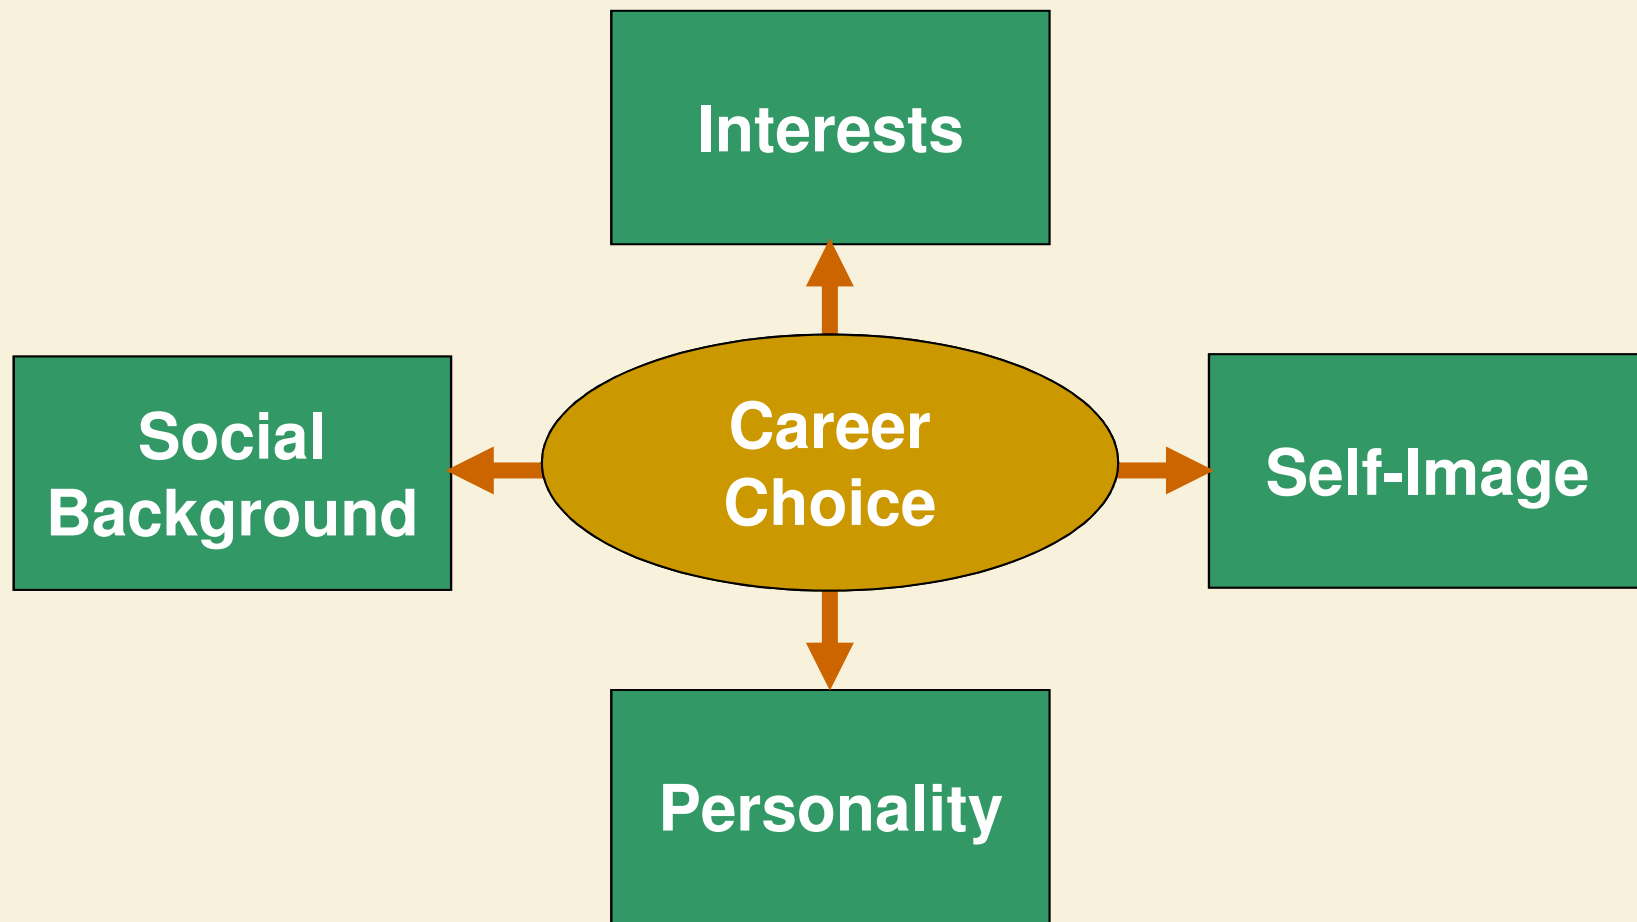 Interests
Social
Background
Career
Choice
Self-Image
Personality